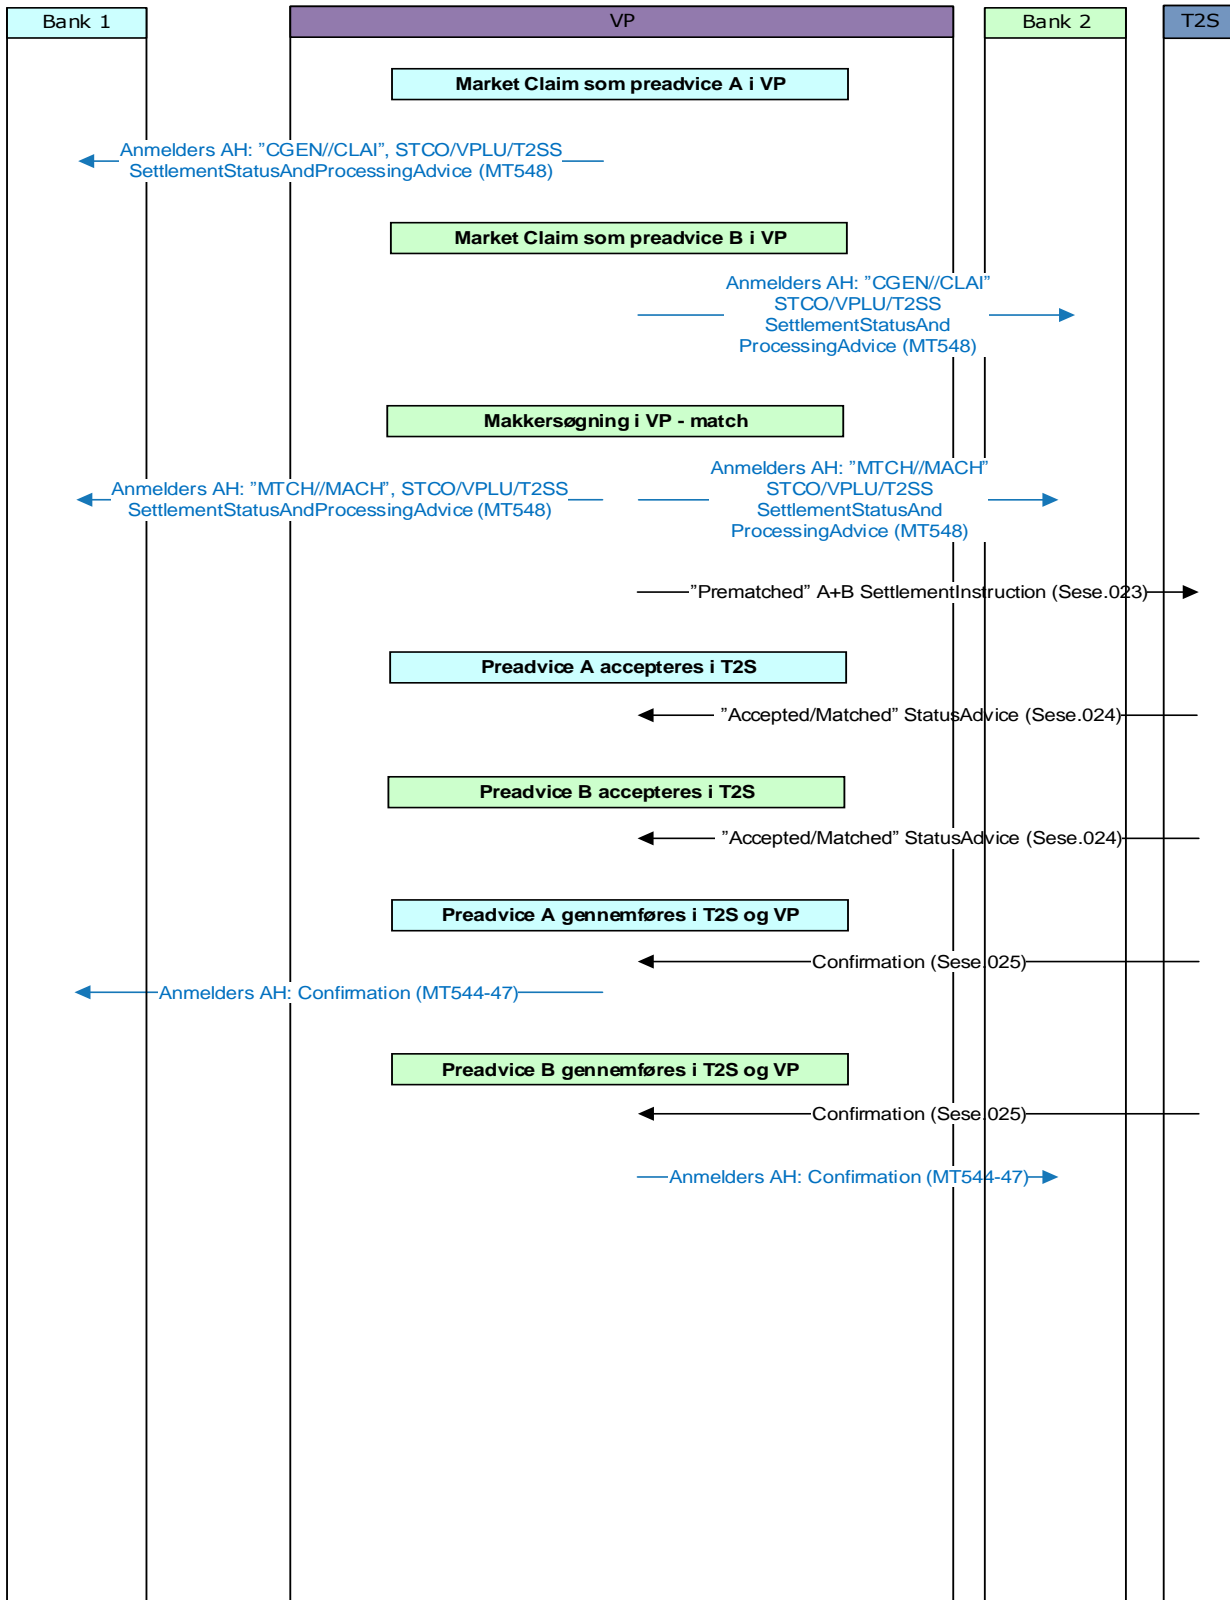 Bank 1
VP
Bank 2
T2S
Market Claim som preadvice A i VP
Anmelders AH: "CGEN//CLAI", STCO/VPLU/T2SS
SettlementStatusAndProcessingAdvice (MT548)
Market Claim som preadvice B i VP
Anmelders AH: ”CGEN//CLAI”
STCO/VPLU/T2SS
SettlementStatusAnd
ProcessingAdvice (MT548)
Makkersøgning i VP - match
Anmelders AH: ”MTCH//MACH”, STCO/VPLU/T2SS
SettlementStatusAndProcessingAdvice (MT548)
Anmelders AH: ”MTCH//MACH”
STCO/VPLU/T2SS
SettlementStatusAnd
ProcessingAdvice (MT548)
”Prematched” A+B SettlementInstruction (Sese.023)
Preadvice A accepteres i T2S
”Accepted/Matched” StatusAdvice (Sese.024)
Preadvice B accepteres i T2S
”Accepted/Matched” StatusAdvice (Sese.024)
Preadvice A gennemføres i T2S og VP
Confirmation (Sese.025)
Anmelders AH: Confirmation (MT544-47)
Preadvice B gennemføres i T2S og VP
Confirmation (Sese.025)
Anmelders AH: Confirmation (MT544-47)